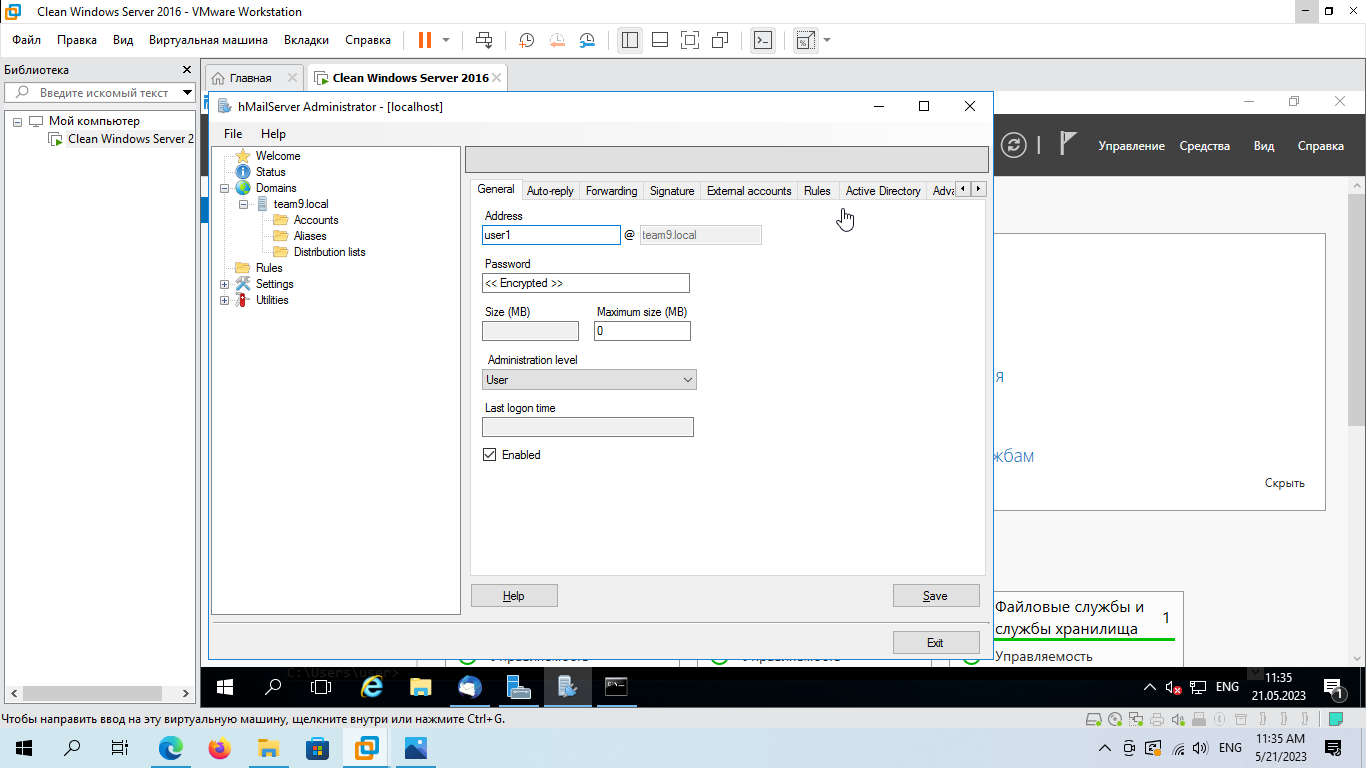 Clean Windows Server 2016 - VMware Workstation
Файл Правка Вид Виртуальная машина Вкладки Справка
Библиотека
Введите искомый текст
Мой компьютер
Clean Windows Server 2
Главная
Clean Windows Server 2016
hMailServer Administrator - [localhost]
File Help
Управление Средства Вид Справка
Welcome
Status
Domains
team9.local
Accounts
Aliases
Distribution lists
Rules
Settings
Utilities
General Auto-reply Forwarding Signature External accounts Rules Active Directory Adva
Address
user1 @ team9.local
Password
<< Encrypted >>
Size (MB) Maximum size (MB)
0
Administration level
User
Last logon time
Enabled
Help Save
Exit
я
жбам
Скрыть
Файловые службы и
службы хранилища
1
Управляемость
C:\Users\user>
ENG
11:35
21.05.2023
1
Чтобы направить ввод на эту виртуальную машину, щелкните внутри или нажмите Ctrl+G.
ENG
11:35 AM
5/21/2023